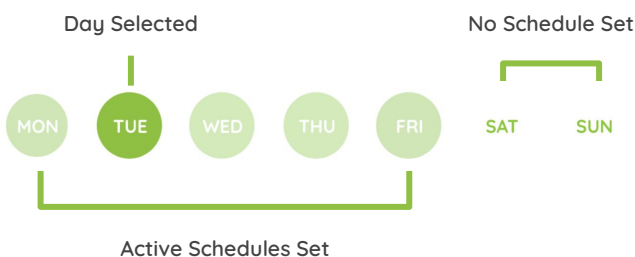 Day Selected
No Schedule Set
MON TUE WED THU FRI SAT SUN
Active Schedules Set